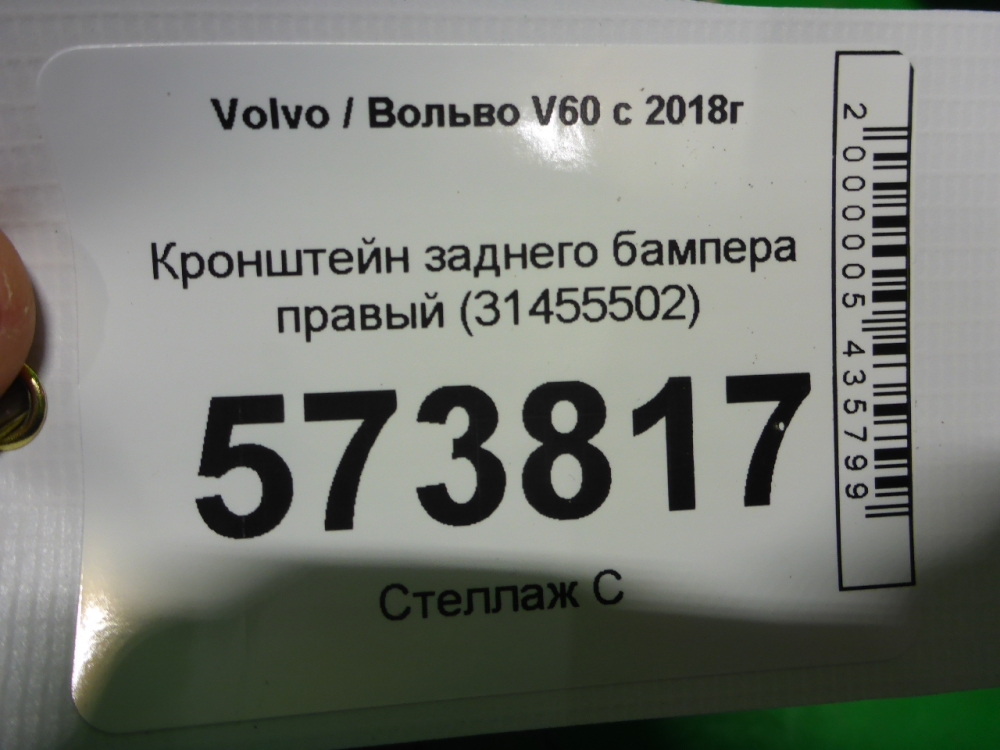 Volvo / Вольво V60 с 2018г
Кронштейн заднего бампера
правый (31455502)
573817
Стеллаж С
2 000005 435799